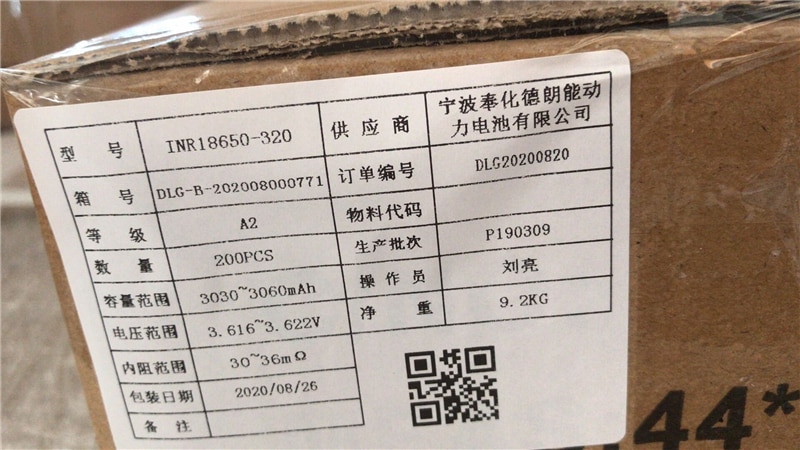 型号 INR18650-320 供应商 宁波奉化德朗能动
力电池有限公司
箱号 DLG-B-202008000771 订单编号 DLG20200820
等级 A2 物料代码
数量 200PCS 生产批次 P190309
容量范围 3030~3060mAh 操作员 刘亮
电压范围 3.616~3.622V 净重 9.2KG
内阻范围 30~36mΩ
包装日期 2020/08/26
备注
44*